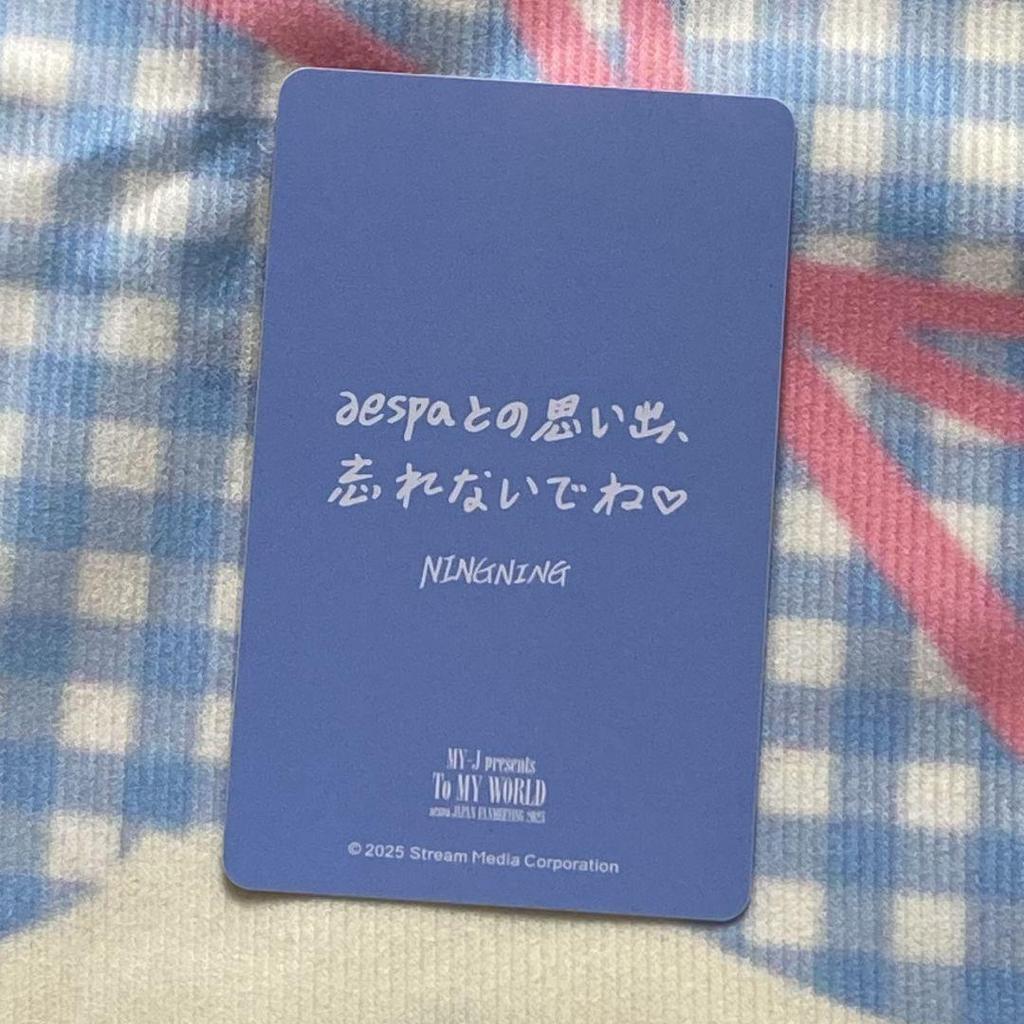 aespaとの思い出、
忘れないでね♡
NINGNING
MY-J presents
To MY WORLD
aespa JAPAN FANMEETING 2025
© 2025 Stream Media Corporation